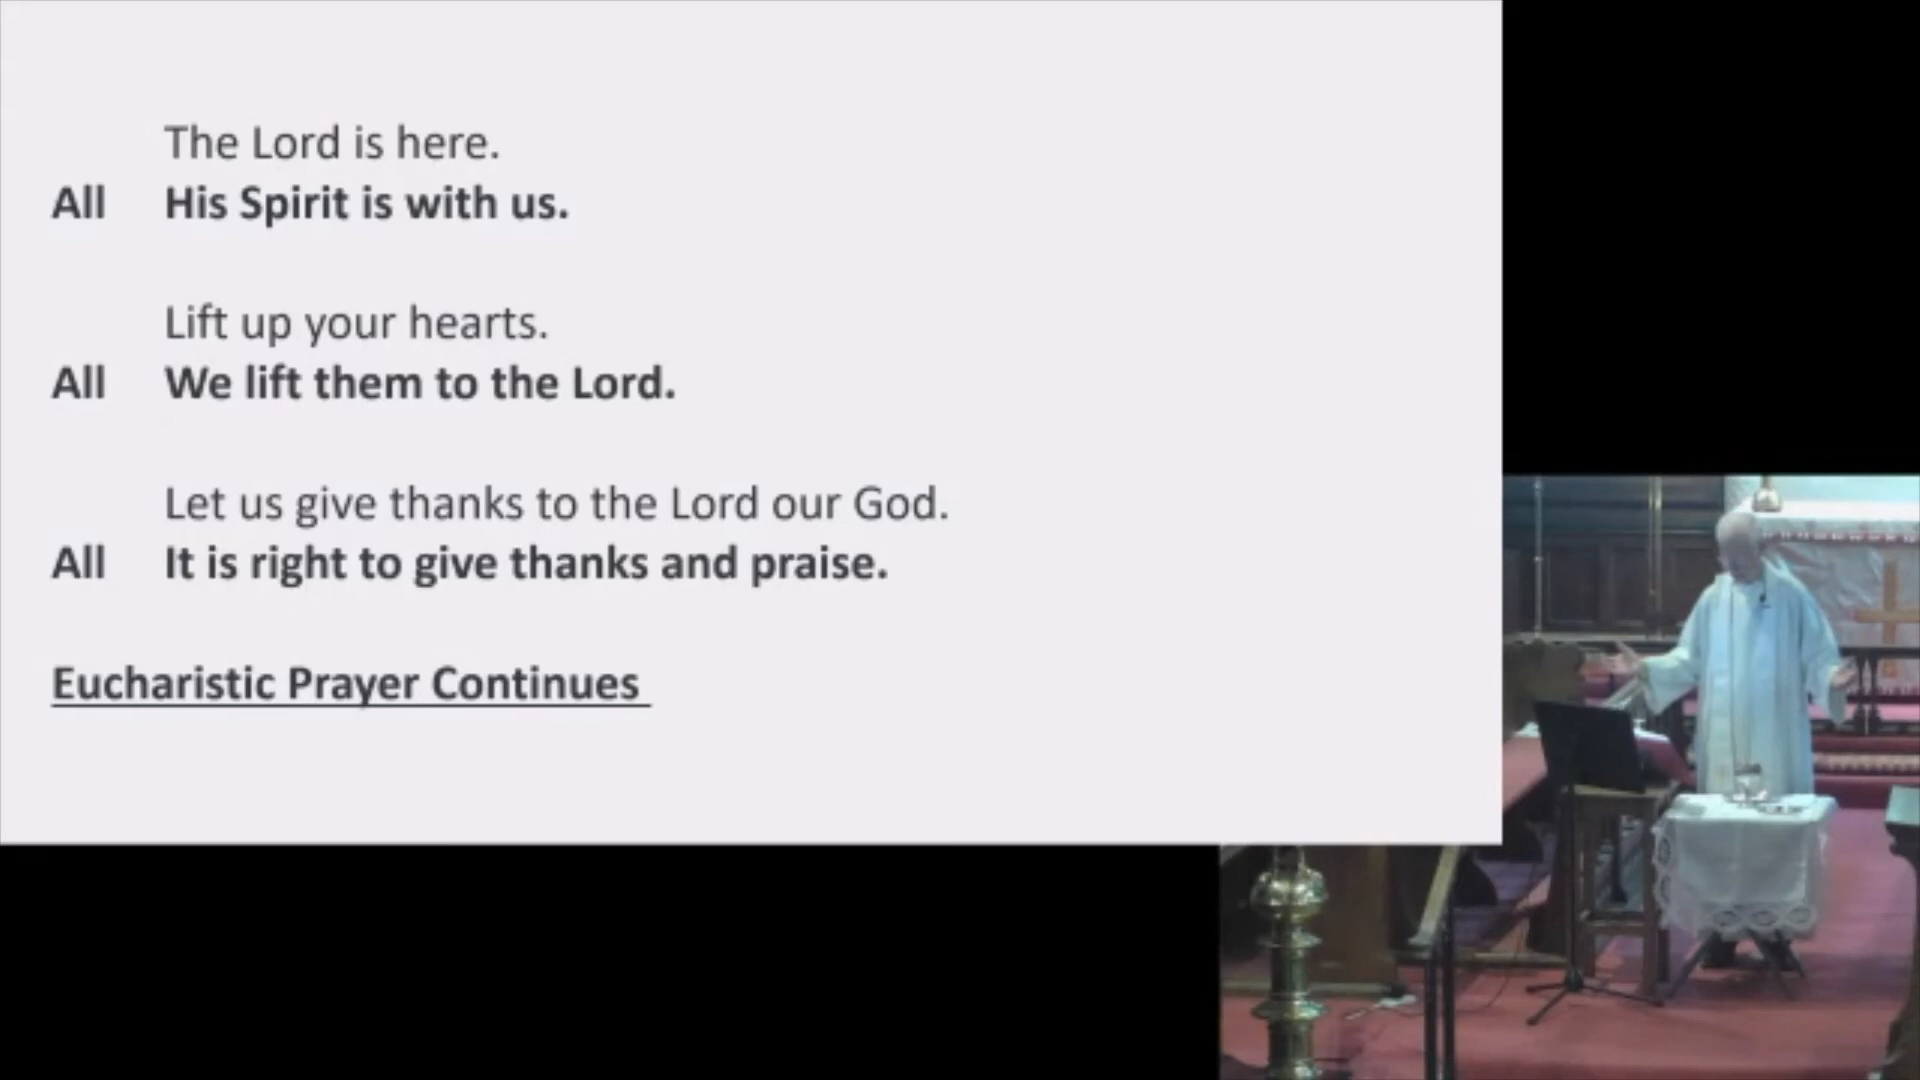 The Lord is here.
All His Spirit is with us.
Lift up your hearts.
All We lift them to the Lord.
Let us give thanks to the Lord our God.
All It is right to give thanks and praise.
Eucharistic Prayer Continues